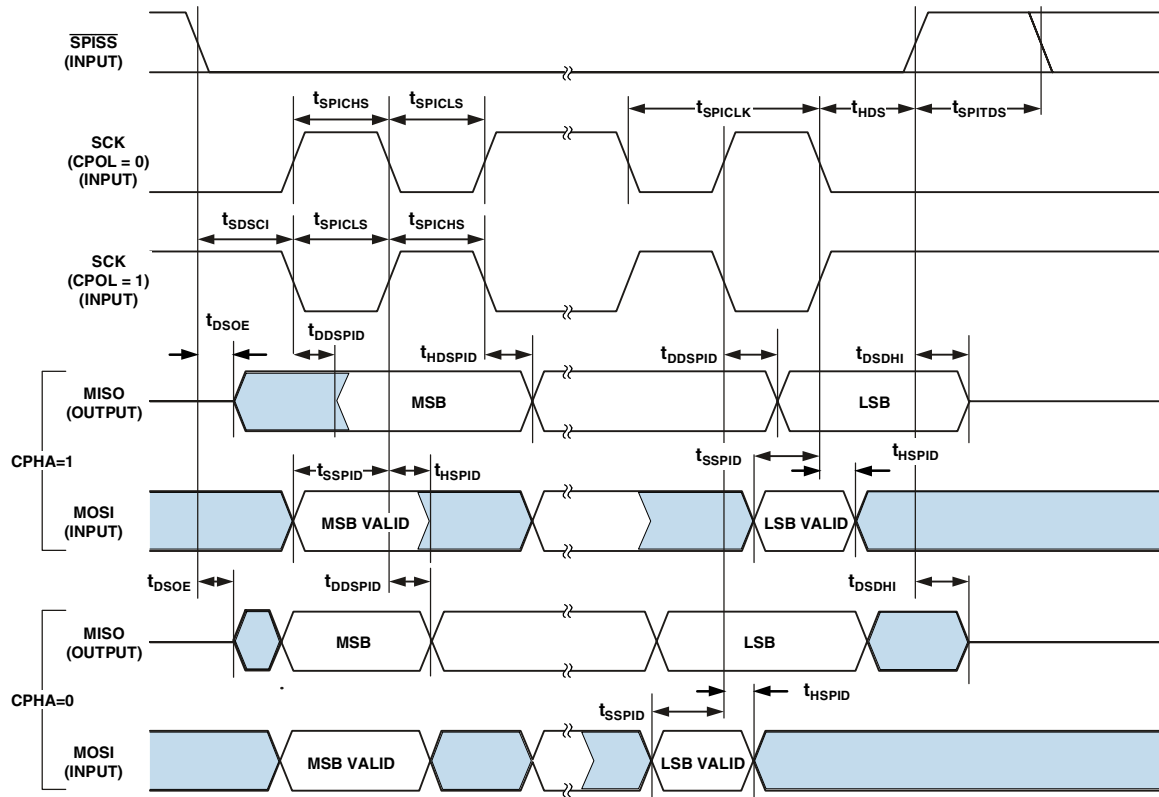 SPISS
(INPUT)
tSPICHS tSPICLS tSPICLK tHDS tSPITDS
SCK
(CPOL = 0)
(INPUT)
tSDSCI tSPICLS tSPICHS
SCK
(CPOL = 1)
(INPUT)
tDSOE tDDSPID tHDSPID tDDSPID tDSDHI
MISO
(OUTPUT)
MSB LSB
CPHA=1
tSSPID tHSPID tSSPID tHSPID
MOSI
(INPUT)
MSB VALID LSB VALID
tDSOE tDDSPID tDSDHI
MISO
(OUTPUT)
MSB LSB
CPHA=0
tSSPID tHSPID
MOSI
(INPUT)
MSB VALID LSB VALID